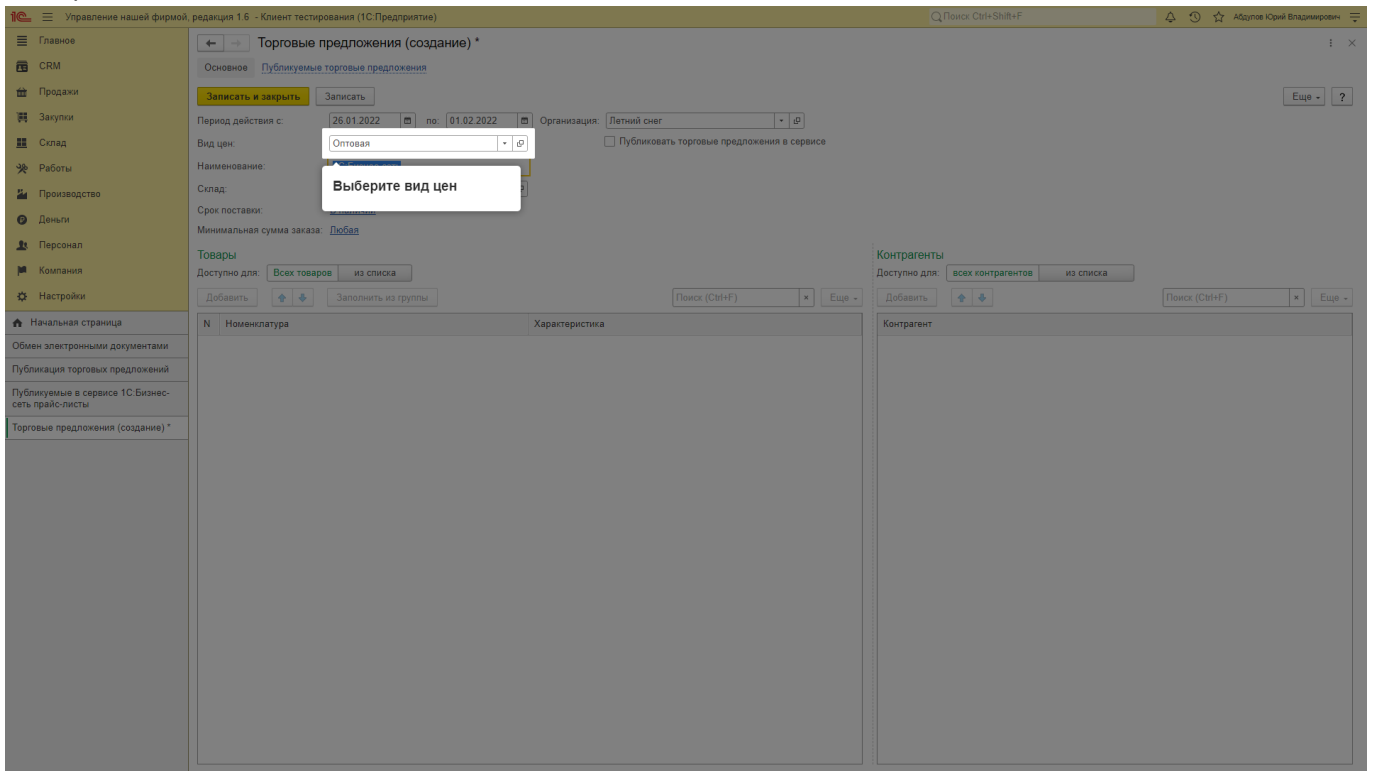 1С Управление нашей фирмой, редакция 1.6 - Клиент тестирования (1С:Предприятие) Поиск Ctrl+Shift+F Абдулов Юрий Владимирович
Главное
CRM
Продажи
Закупки
Склад
Работы
Производство
Деньги
Персонал
Компания
Настройки
Начальная страница
Обмен электронными документами
Публикация торговых предложений
Публикуемые в сервисе 1С:Бизнес-
сеть прайс-листы
Торговые предложения (создание) *
Торговые предложения (создание) *
Основное Публикуемые торговые предложения
Записать и закрыть Записать Еще ?
Период действия с: 26.01.2022 по: 01.02.2022 Организация: Летний снег
Вид цен: Оптовая Публиковать торговые предложения в сервисе
Наименование:
Выберите вид цен
Склад:
Срок поставки:
Минимальная сумма заказа: Любая
Товары
Доступно для: Всех товаров из списка
Добавить Заполнить из группы Поиск (Ctrl+F) × Еще
N Номенклатура Характеристика
Контрагенты
Доступно для: всех контрагентов из списка
Добавить Поиск (Ctrl+F) × Еще
Контрагент